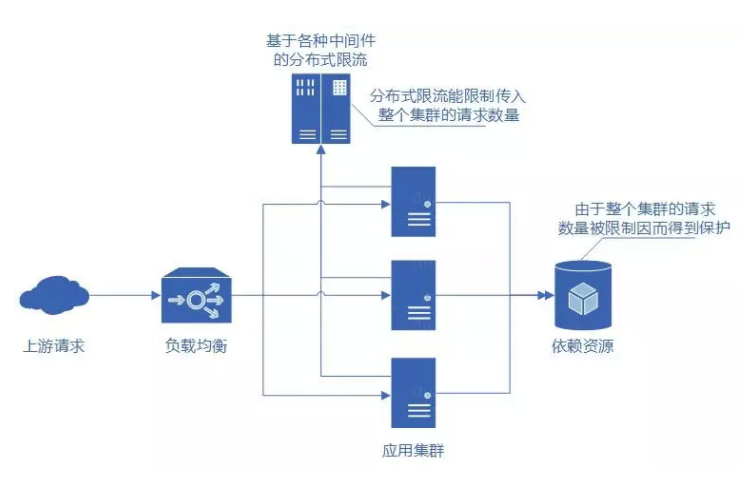 基于各种中间件
的分布式限流
分布式限流能限制传入
整个集群的请求数量
由于整个集群的请求
数量被限制因而得到保护
上游请求
负载均衡
依赖资源
应用集群